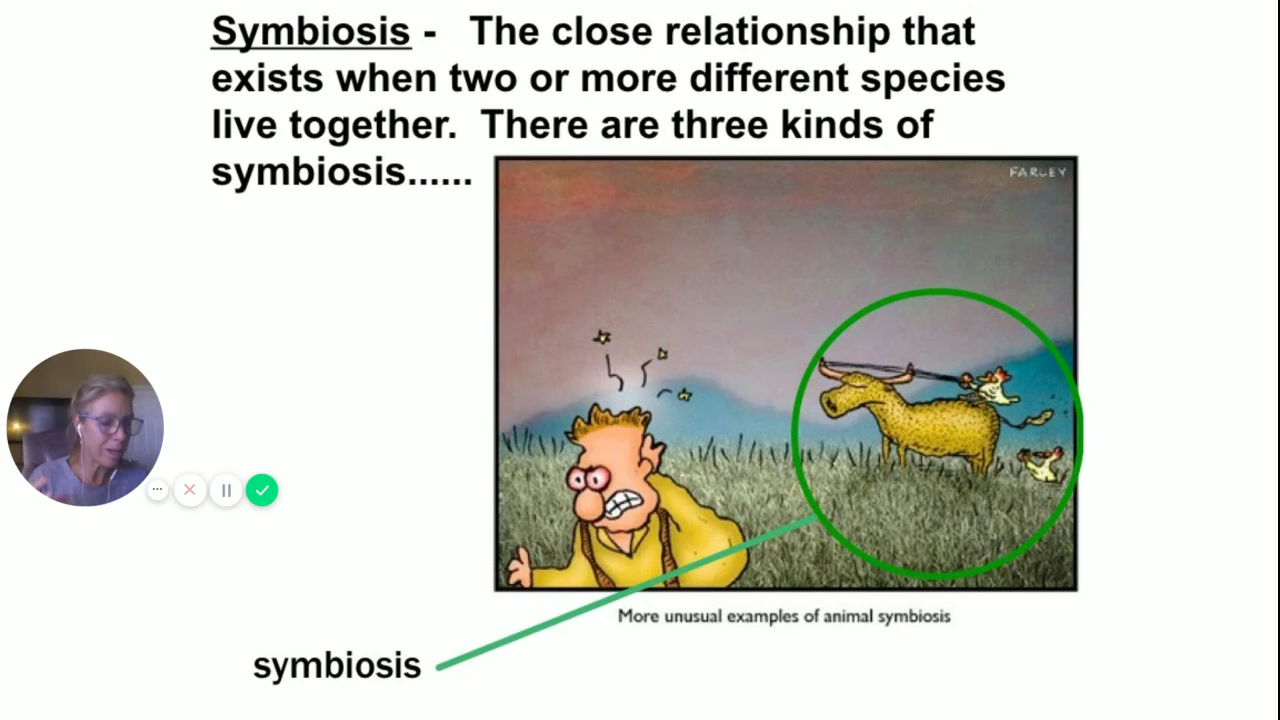 Symbiosis - The close relationship that
exists when two or more different species
live together. There are three kinds of
symbiosis......
FARLEY
More unusual examples of animal symbiosis
symbiosis